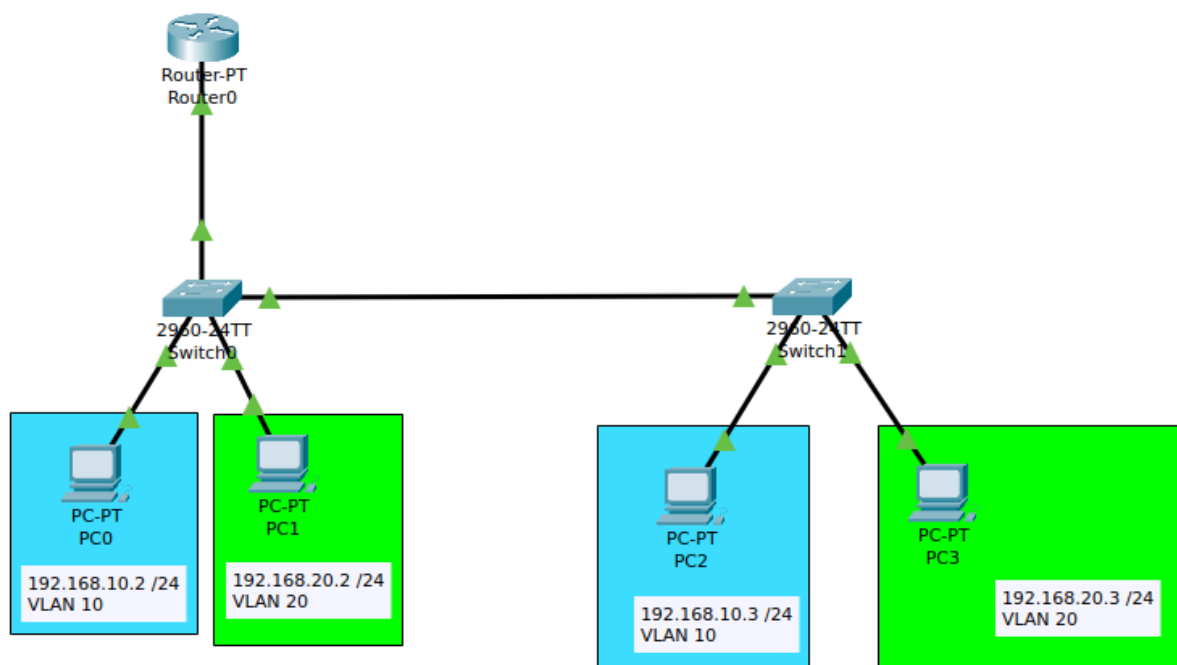 Router-PT
Router0
2960-24TT
Switch0
2960-24TT
Switch1
PC-PT
PC0
192.168.10.2 /24
VLAN 10
PC-PT
PC1
192.168.20.2 /24
VLAN 20
PC-PT
PC2
192.168.10.3 /24
VLAN 10
PC-PT
PC3
192.168.20.3 /24
VLAN 20